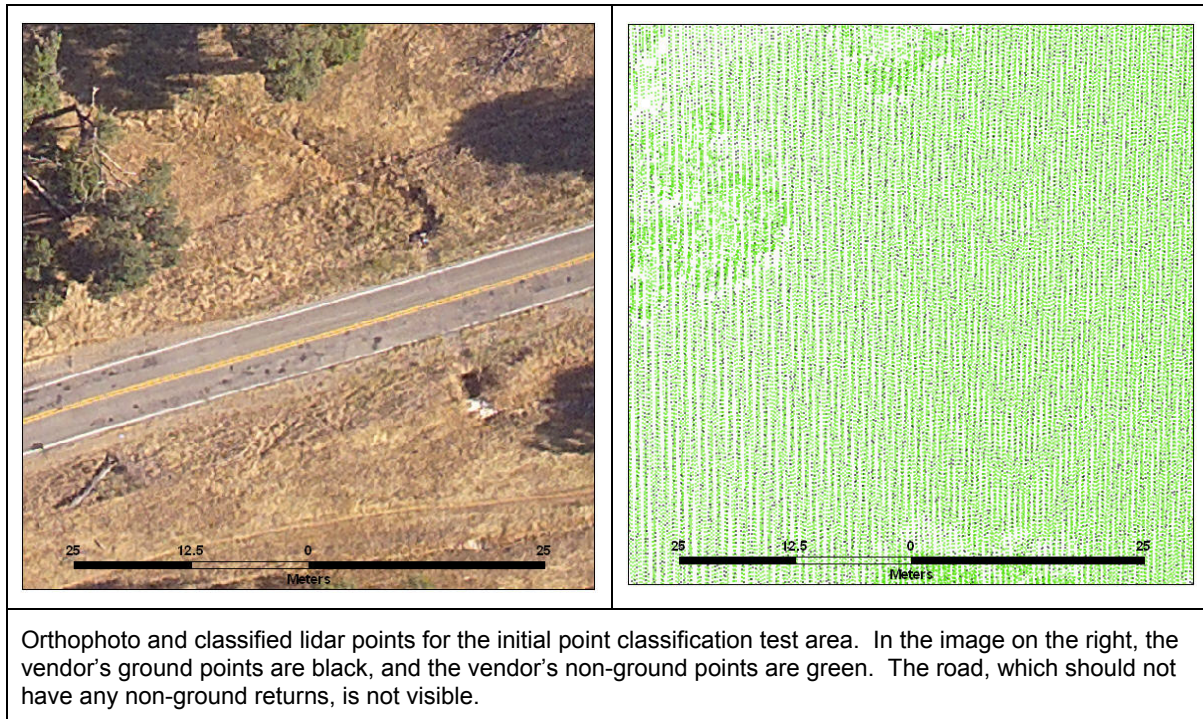 25 12.5 0 25
Meters
25 12.5 0 25
Meters
Orthophoto and classified lidar points for the initial point classification test area. In the image on the right, the
vendor's ground points are black, and the vendor's non-ground points are green. The road, which should not
have any non-ground returns, is not visible.